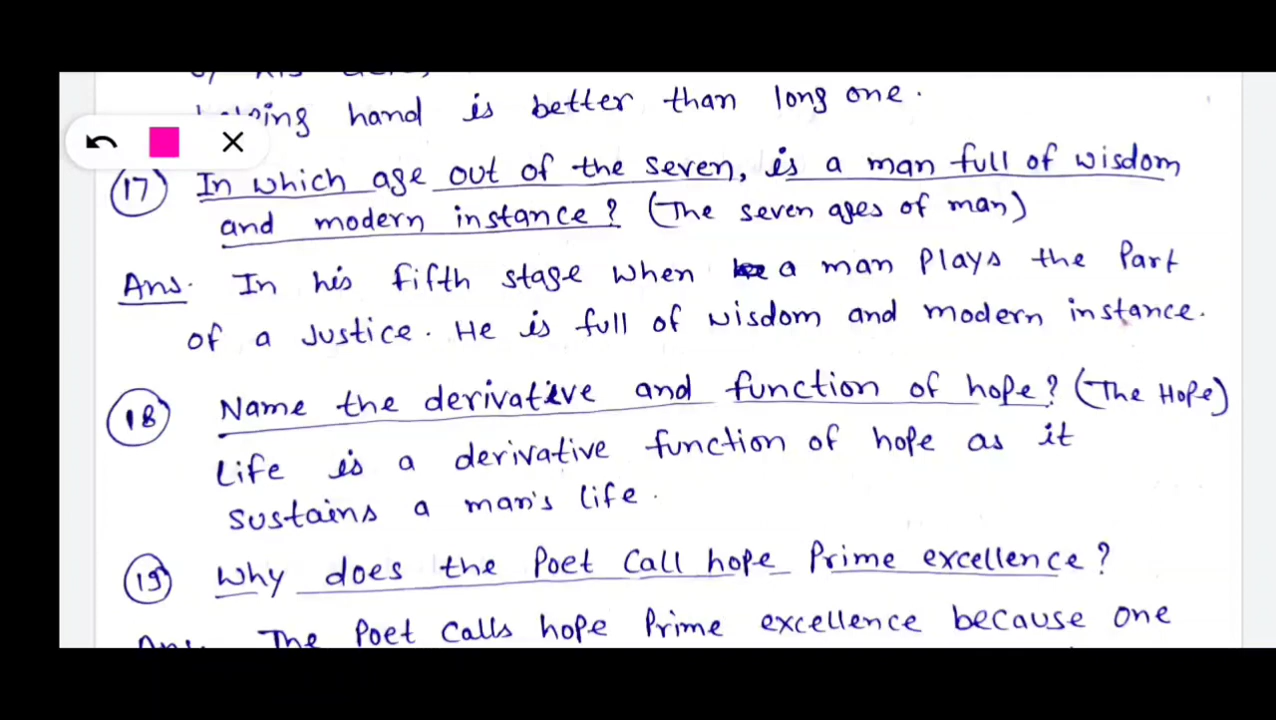 hand is better than long one.
(17) In which age out of the seven, is a man full of wisdom
and modern instance? (The seven ages of man)
Ans. In his fifth stage when a man Plays the Part
of a Justice. He is full of wisdom and modern instance.
(18) Name the derivative and function of hope? (The Hope)
Life is a derivative function of hope as it
sustains a man's life.
(19) Why does the Poet Call hope Prime excellence?
Ans. The Poet Calls hope Prime excellence because one